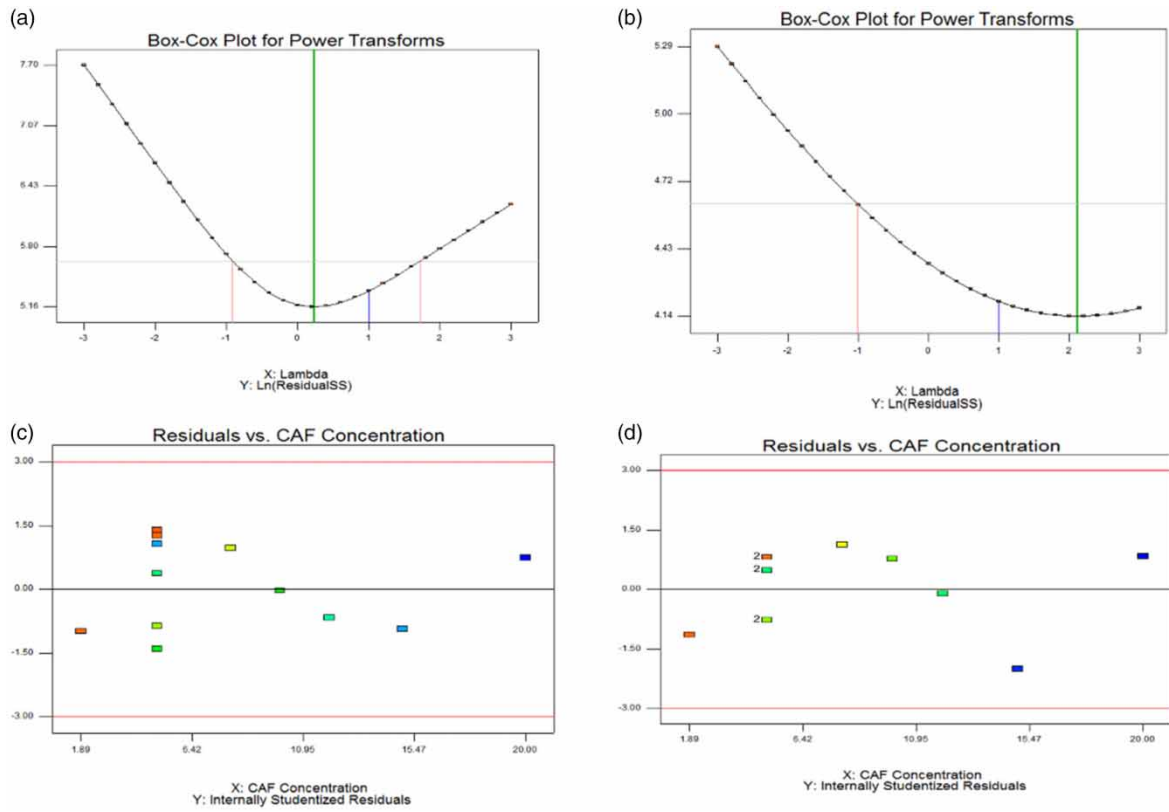 (a)
Box-Cox Plot for Power Transforms
7.70
7.07
6.43
5.80
5.16
-3
-2
-1
0
1
2
3
X: Lambda
Y: Ln(ResidualSS)
(b)
Box-Cox Plot for Power Transforms
5.29
5.00
4.72
4.43
4.14
-3
-2
-1
0
1
2
3
X: Lambda
Y: Ln(ResidualSS)
(c)
Residuals vs. CAF Concentration
3.00
1.50
0.00
-1.50
-3.00
1.89
6.42
10.95
15.47
20.00
X: CAF Concentration
Y: Internally Studentized Residuals
(d)
Residuals vs. CAF Concentration
3.00
1.50
2
2
0.00
2
-1.50
-3.00
1.89
6.42
10.95
15.47
20.00
X: CAF Concentration
Y: Internally Studentized Residuals